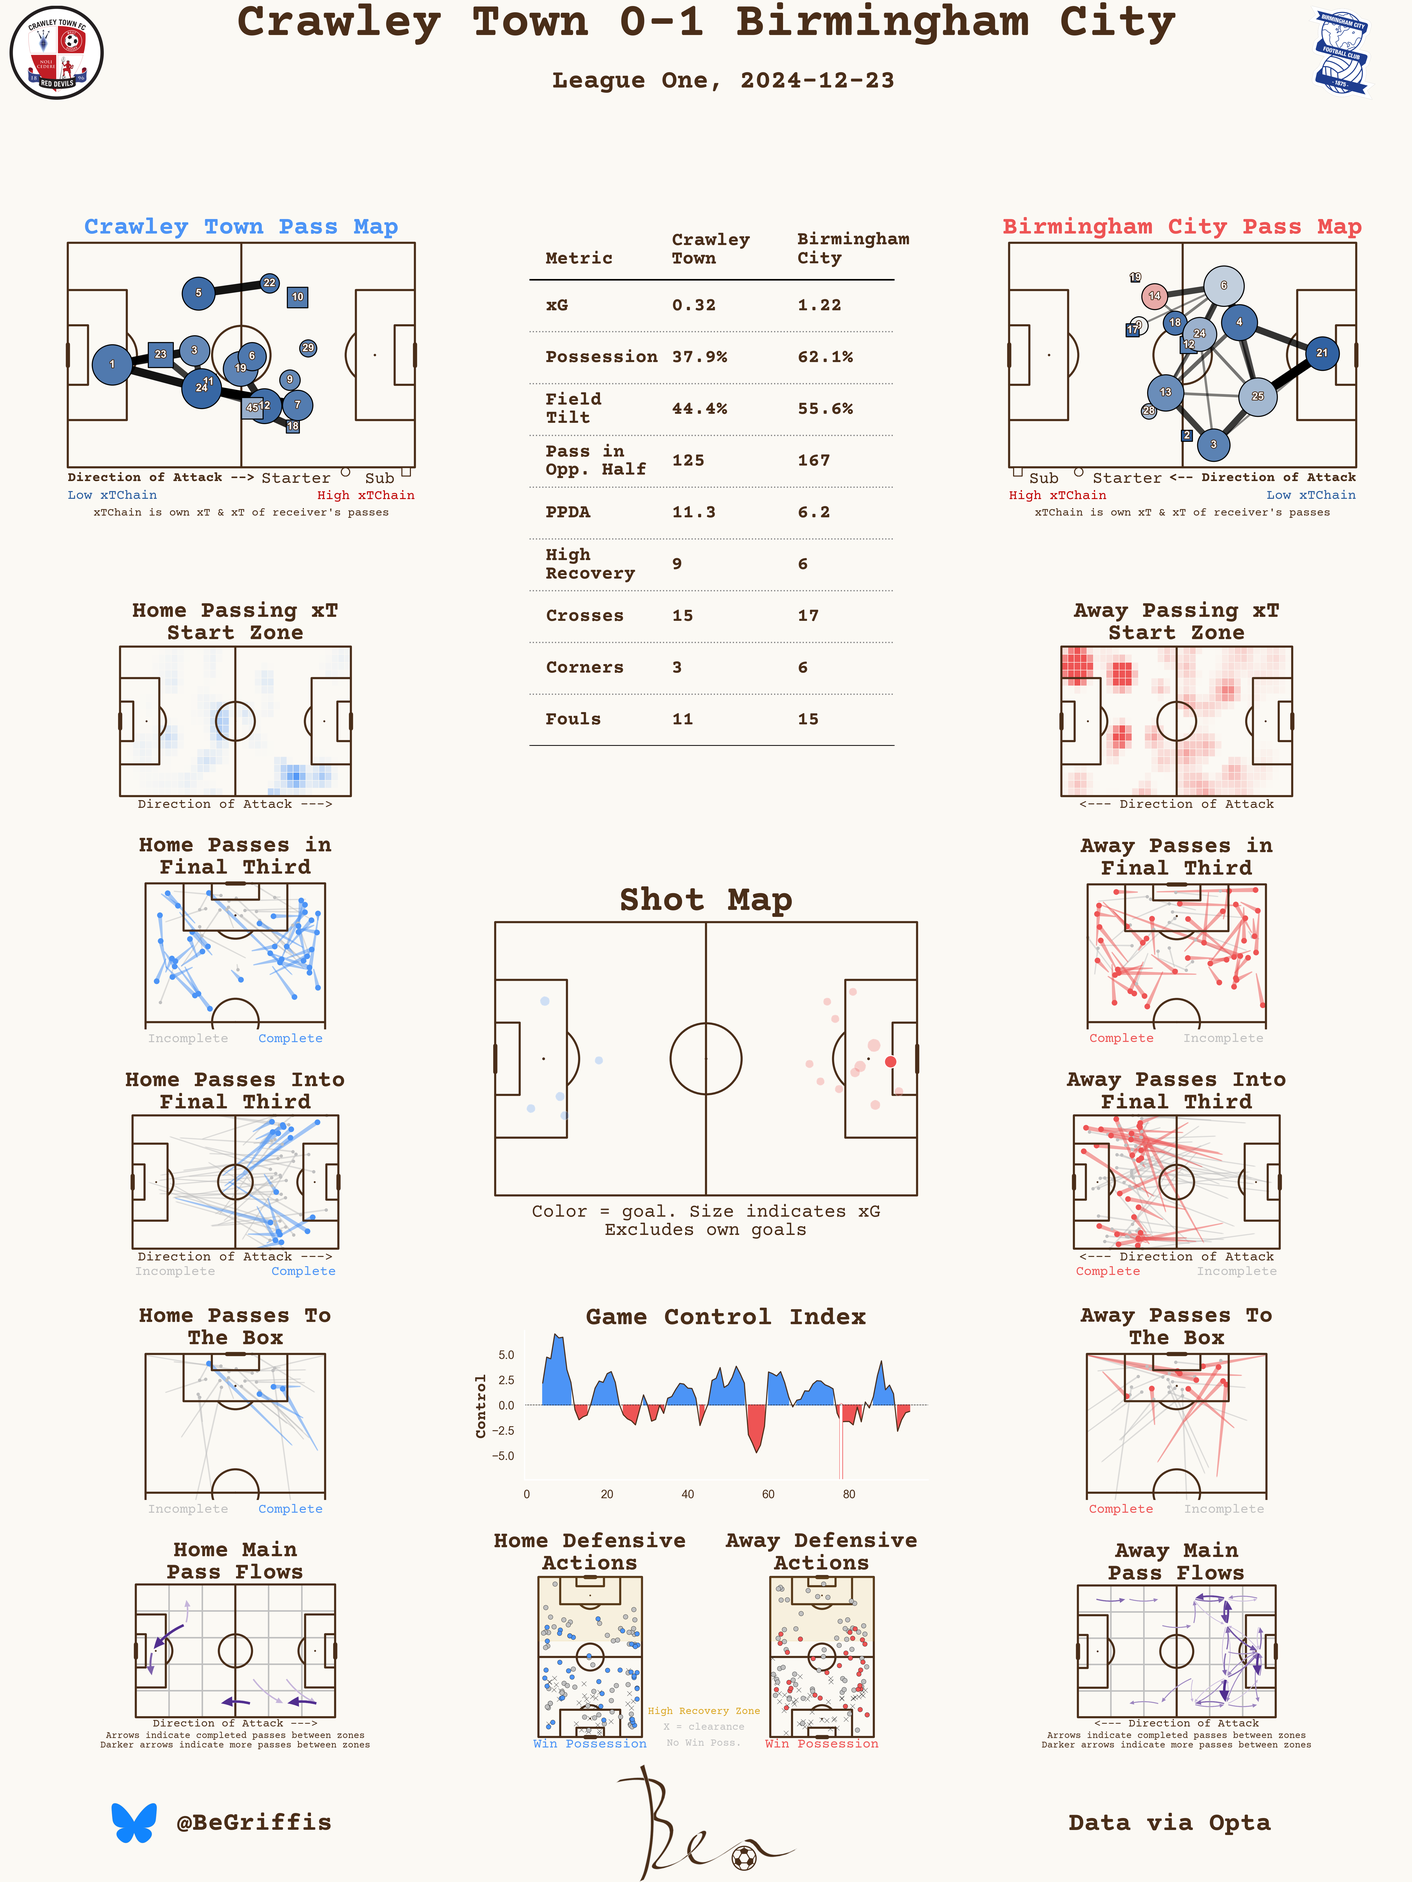 Crawley Town 0-1 Birmingham City
League One, 2024-12-23
CRAWLEY TOWN FC
NOLI CEDERE
18 96
RED DEVILS
BIRMINGHAM CITY
FOOTBALL CLUB
1875
Crawley Town Pass Map
5
22
10
1
23
3
6
29
19
11
24
9
45
12
7
18
Direction of Attack --> Starter Sub
Low xTChain High xTChain
xTChain is own xT & xT of receiver's passes
Metric Crawley Town Birmingham City
xG 0.32 1.22
Possession 37.9% 62.1%
Field Tilt 44.4% 55.6%
Pass in Opp. Half 125 167
PPDA 11.3 6.2
High Recovery 9 6
Crosses 15 17
Corners 3 6
Fouls 11 15
Birmingham City Pass Map
19
14
6
9
17
18
24
4
12
21
13
25
28
2
3
Sub Starter <-- Direction of Attack
High xTChain Low xTChain
xTChain is own xT & xT of receiver's passes
Home Passing xT
Start Zone
Direction of Attack --->
Away Passing xT
Start Zone
<--- Direction of Attack
Home Passes in
Final Third
Incomplete Complete
Shot Map
Color = goal. Size indicates xG
Excludes own goals
Away Passes in
Final Third
Complete Incomplete
Home Passes Into
Final Third
Direction of Attack --->
Incomplete Complete
Away Passes Into
Final Third
<--- Direction of Attack
Complete Incomplete
Home Passes To
The Box
Incomplete Complete
Game Control Index
Control
5.0
2.5
0.0
−2.5
−5.0
0 20 40 60 80
Away Passes To
The Box
Complete Incomplete
Home Main
Pass Flows
Direction of Attack --->
Arrows indicate completed passes between zones
Darker arrows indicate more passes between zones
Home Defensive
Actions
Win Possession
High Recovery Zone
X = clearance
No Win Poss.
Away Defensive
Actions
Win Possession
Away Main
Pass Flows
<--- Direction of Attack
Arrows indicate completed passes between zones
Darker arrows indicate more passes between zones
@BeGriffis
Ben
Data via Opta